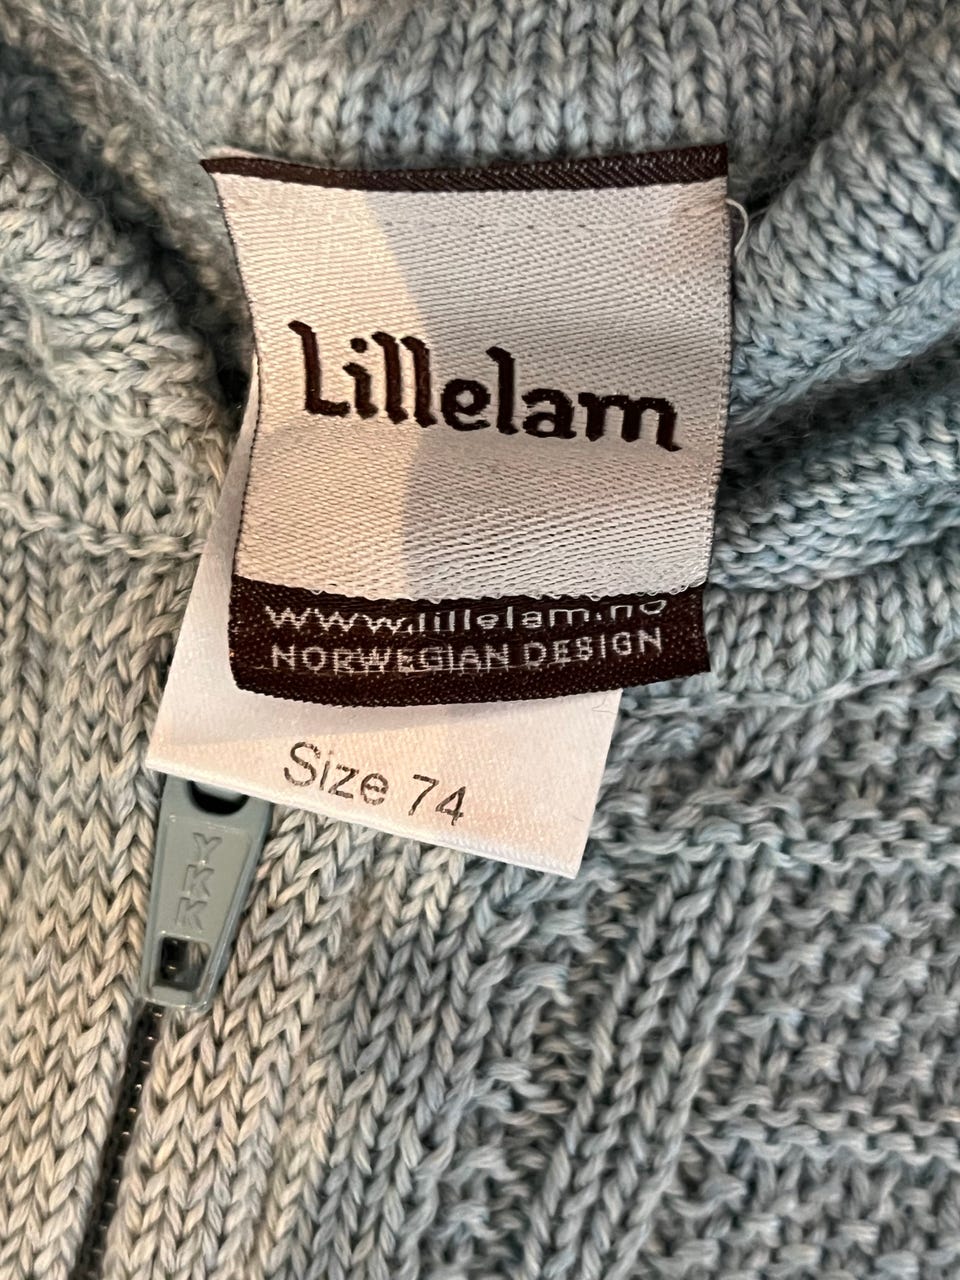 Lillelam
www.lillelam.no
NORWEGIAN DESIGN
Size 74
YKK